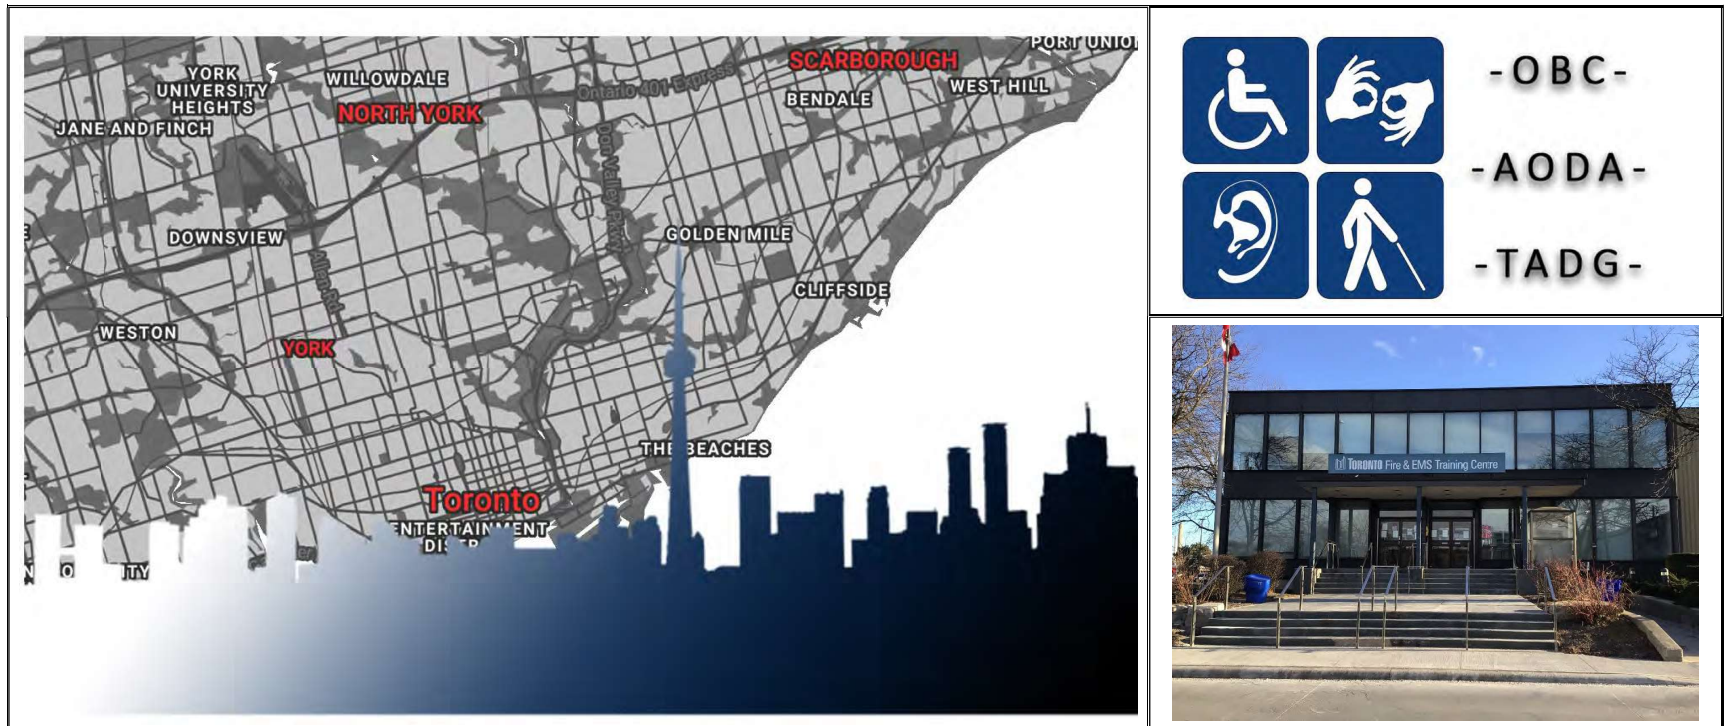 PORT UNION
SCARBOROUGH
YORK
UNIVERSITY
HEIGHTS
WILLOWDALE
Ontario 401 Express
WEST HILL
BENDALE
NORTH YORK
JANE AND FINCH
Don Valley Pkwy
GOLDEN MILE
DOWNSVIEW
Allen Rd
CLIFFSIDE
WESTON
YORK
THE BEACHES
Toronto
ENTERTAINMENT
-OBC-
-AODA-
-TADG-
TORONTO Fire & EMS Training Centre